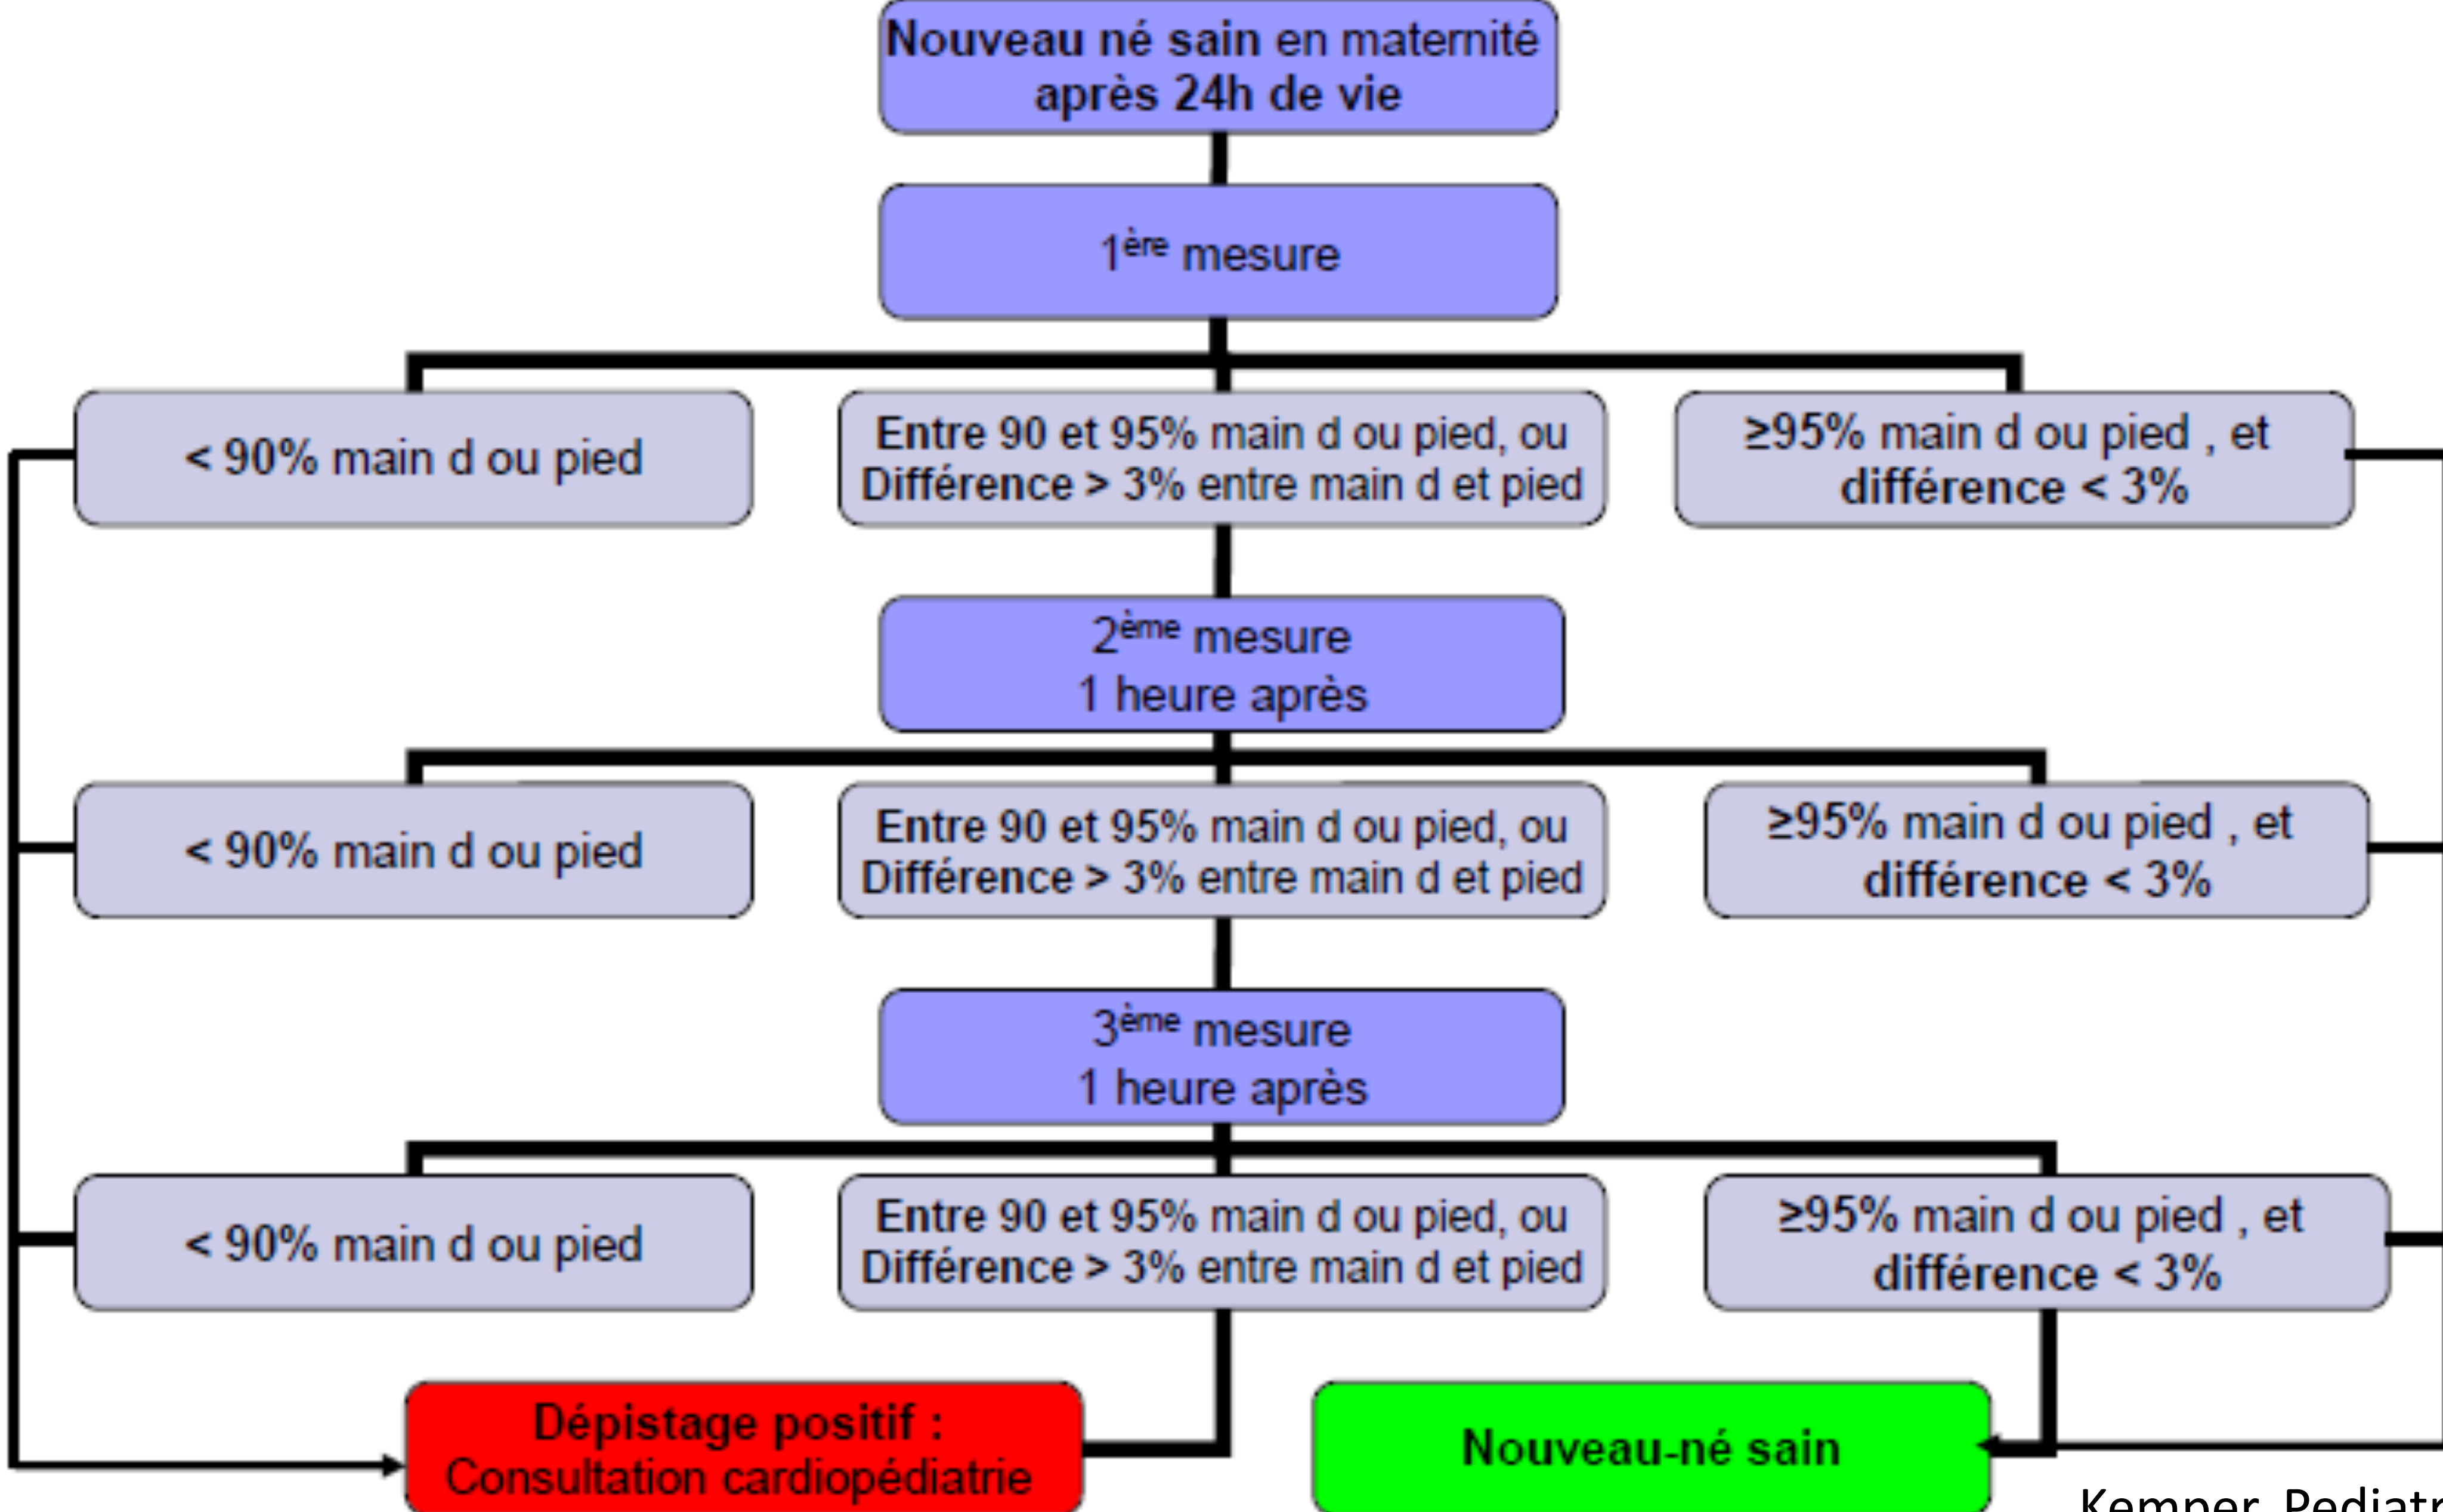 Nouveau né sain en maternité
après 24h de vie
1ère mesure
< 90% main d ou pied
Entre 90 et 95% main d ou pied, ou
Différence > 3% entre main d et pied
≥95% main d ou pied , et
différence < 3%
2ème mesure
1 heure après
< 90% main d ou pied
Entre 90 et 95% main d ou pied, ou
Différence > 3% entre main d et pied
≥95% main d ou pied , et
différence < 3%
3ème mesure
1 heure après
< 90% main d ou pied
Entre 90 et 95% main d ou pied, ou
Différence > 3% entre main d et pied
≥95% main d ou pied , et
différence < 3%
Dépistage positif :
Consultation cardiopédiatrie
Nouveau-né sain
Kemper, Pediatr